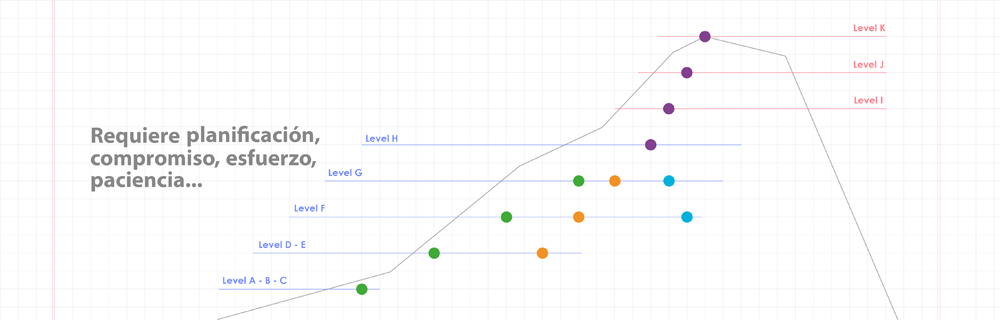 Level K
Level J
Level I
Requiere planificación,
compromiso, esfuerzo,
paciencia...
Level H
Level G
Level F
Level D - E
Level A - B - C